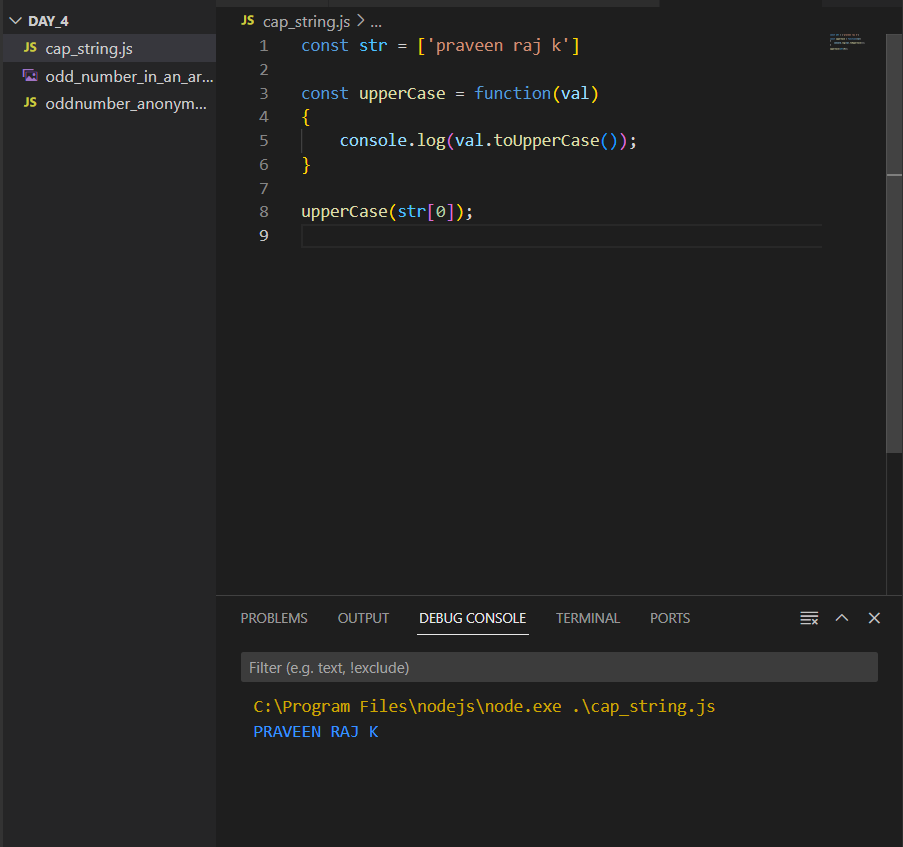 DAY_4
JS cap_string.js
odd_number_in_an_ar...
JS oddnumber_anonym...
JS cap_string.js > ...
1 const str = ['praveen raj k']
2
3 const upperCase = function(val)
4 {
5     console.log(val.toUpperCase());
6 }
7
8 upperCase(str[0]);
9
PROBLEMS OUTPUT DEBUG CONSOLE TERMINAL PORTS
Filter (e.g. text, !exclude)
C:\Program Files\nodejs\node.exe .\cap_string.js
PRAVEEN RAJ K